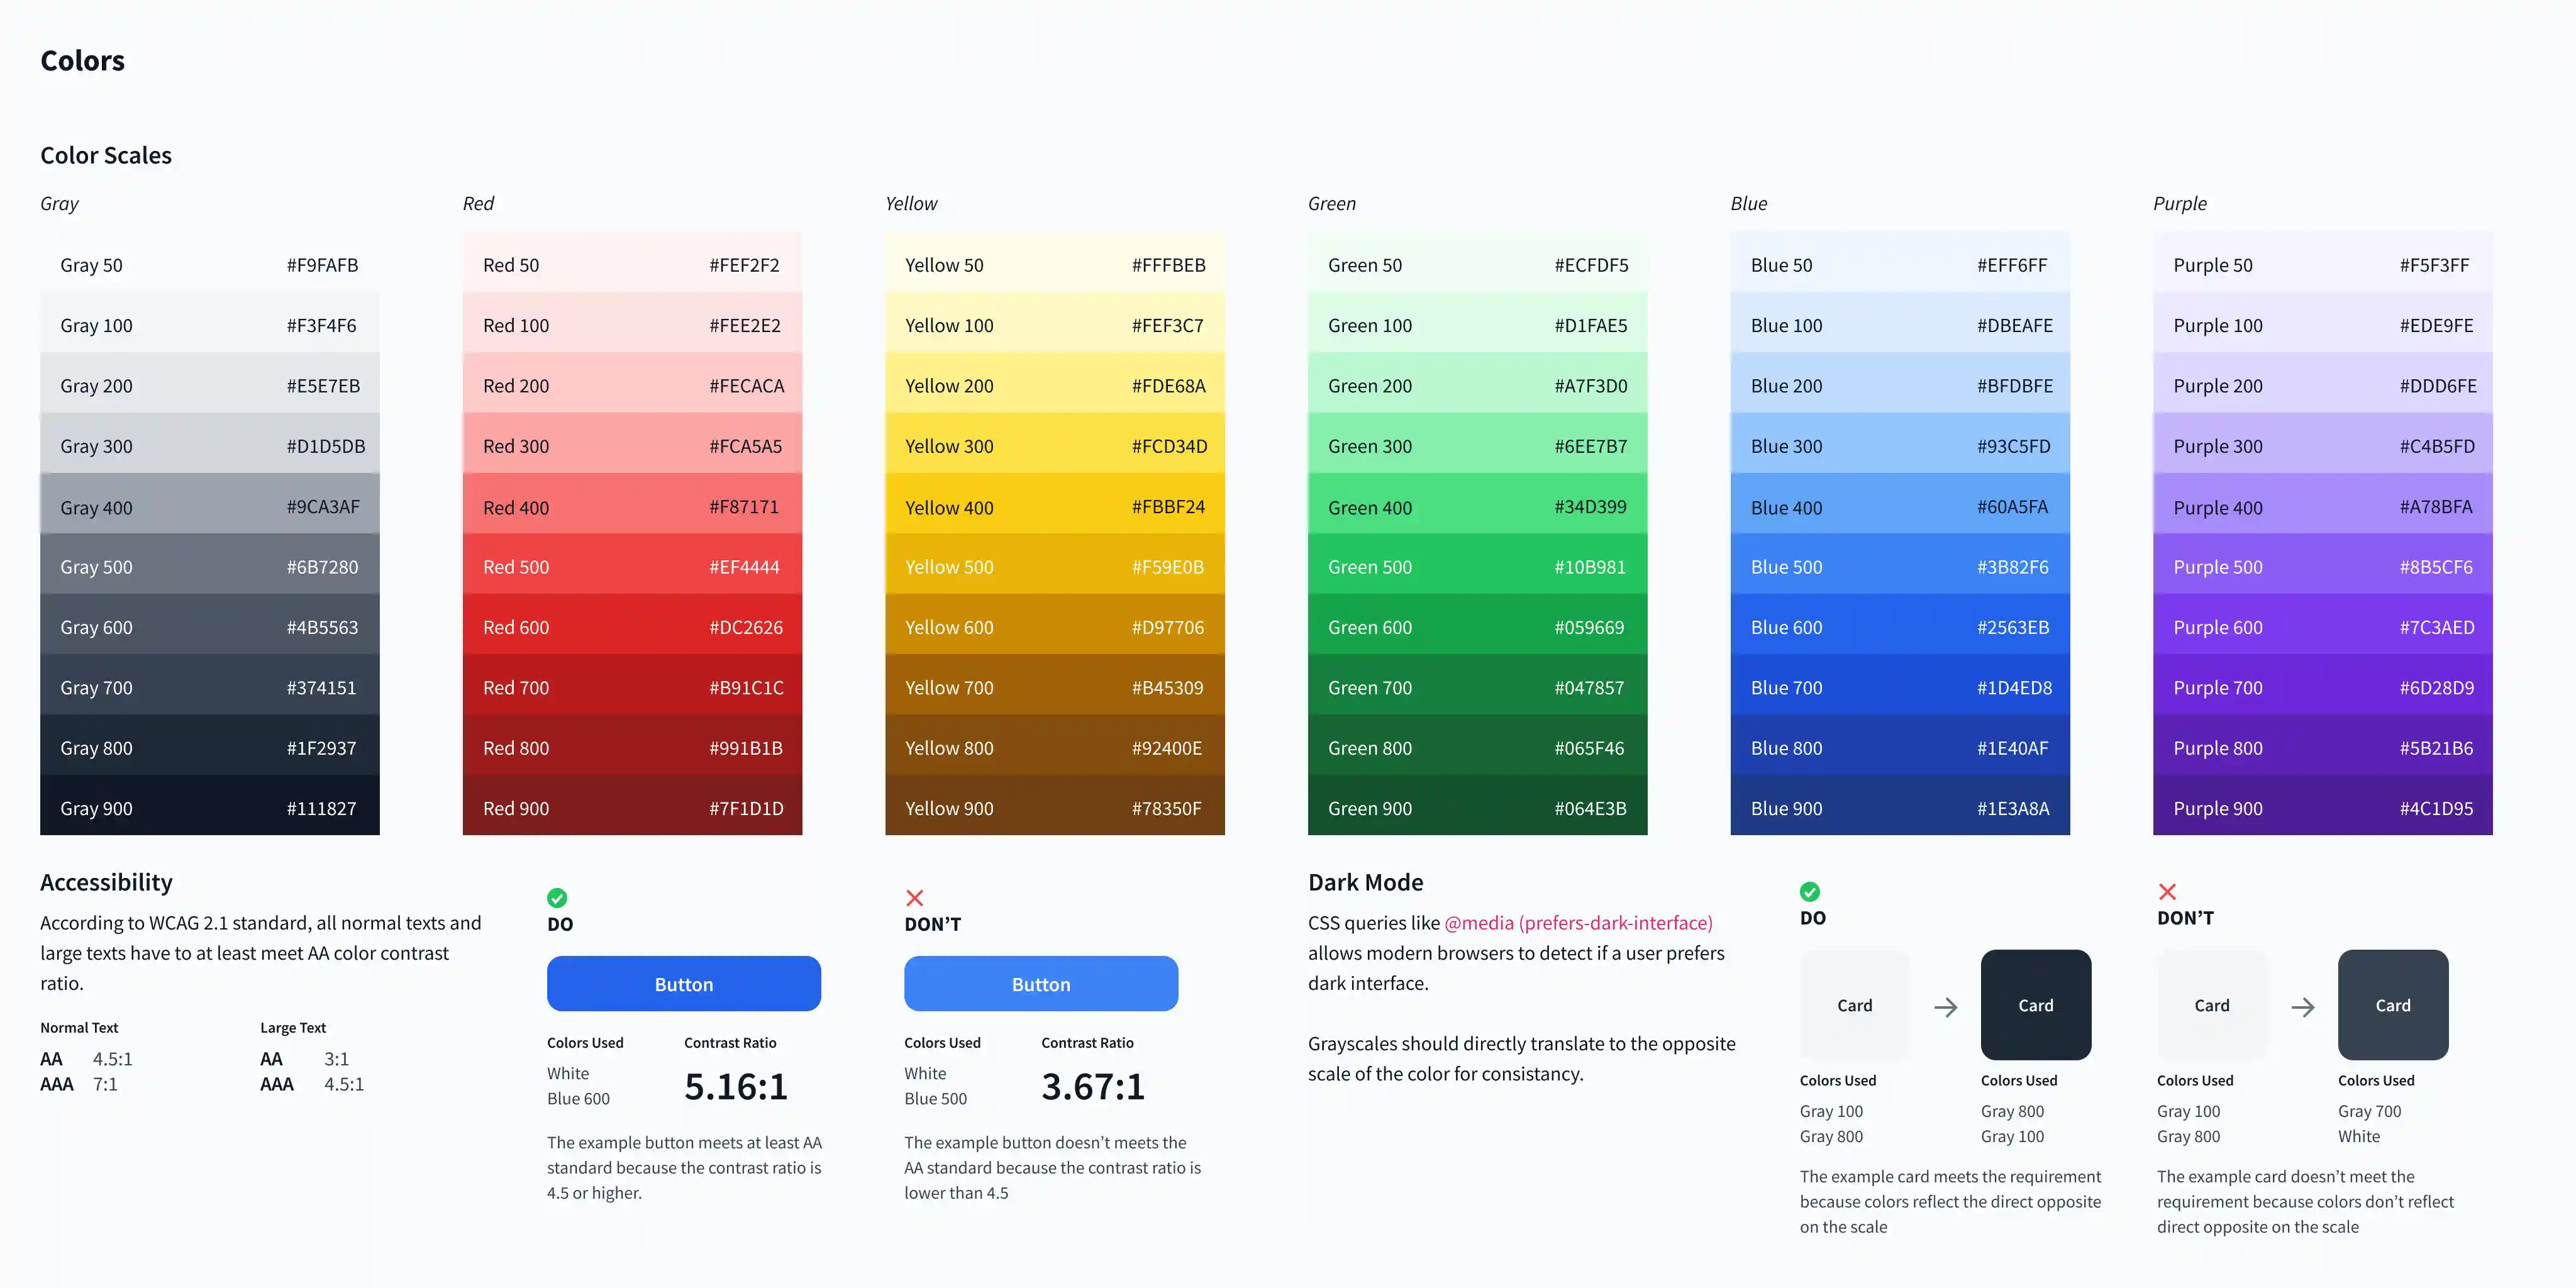 Colors
Color Scales
Gray
Gray 50 #F9FAFB
Gray 100 #F3F4F6
Gray 200 #E5E7EB
Gray 300 #D1D5DB
Gray 400 #9CA3AF
Gray 500 #6B7280
Gray 600 #4B5563
Gray 700 #374151
Gray 800 #1F2937
Gray 900 #111827
Red
Red 50 #FEF2F2
Red 100 #FEE2E2
Red 200 #FECACA
Red 300 #FCA5A5
Red 400 #F87171
Red 500 #EF4444
Red 600 #DC2626
Red 700 #B91C1C
Red 800 #991B1B
Red 900 #7F1D1D
Yellow
Yellow 50 #FFFBEB
Yellow 100 #FEF3C7
Yellow 200 #FDE68A
Yellow 300 #FCD34D
Yellow 400 #FBBF24
Yellow 500 #F59E0B
Yellow 600 #D97706
Yellow 700 #B45309
Yellow 800 #92400E
Yellow 900 #78350F
Green
Green 50 #ECFDF5
Green 100 #D1FAE5
Green 200 #A7F3D0
Green 300 #6EE7B7
Green 400 #34D399
Green 500 #10B981
Green 600 #059669
Green 700 #047857
Green 800 #065F46
Green 900 #064E3B
Blue
Blue 50 #EFF6FF
Blue 100 #DBEAFE
Blue 200 #BFDBFE
Blue 300 #93C5FD
Blue 400 #60A5FA
Blue 500 #3B82F6
Blue 600 #2563EB
Blue 700 #1D4ED8
Blue 800 #1E40AF
Blue 900 #1E3A8A
Purple
Purple 50 #F5F3FF
Purple 100 #EDE9FE
Purple 200 #DDD6FE
Purple 300 #C4B5FD
Purple 400 #A78BFA
Purple 500 #8B5CF6
Purple 600 #7C3AED
Purple 700 #6D28D9
Purple 800 #5B21B6
Purple 900 #4C1D95
Accessibility
According to WCAG 2.1 standard, all normal texts and
large texts have to at least meet AA color contrast
ratio.
Normal Text
AA 4.5:1
AAA 7:1
Large Text
AA 3:1
AAA 4.5:1
DO
Button
Colors Used
White
Blue 600
Contrast Ratio
5.16:1
The example button meets at least AA
standard because the contrast ratio is
4.5 or higher.
DON'T
Button
Colors Used
White
Blue 500
Contrast Ratio
3.67:1
The example button doesn't meets the
AA standard because the contrast ratio is
lower than 4.5
Dark Mode
CSS queries like @media (prefers-dark-interface)
allows modern browsers to detect if a user prefers
dark interface.
Grayscales should directly translate to the opposite
scale of the color for consistancy.
DO
Card
Colors Used
Gray 100
Gray 800
Card
Colors Used
Gray 800
Gray 100
The example card meets the requirement
because colors reflect the direct opposite
on the scale
DON'T
Card
Colors Used
Gray 100
Gray 800
Card
Colors Used
Gray 700
White
The example card doesn't meet the
requirement because colors don't reflect
direct opposite on the scale